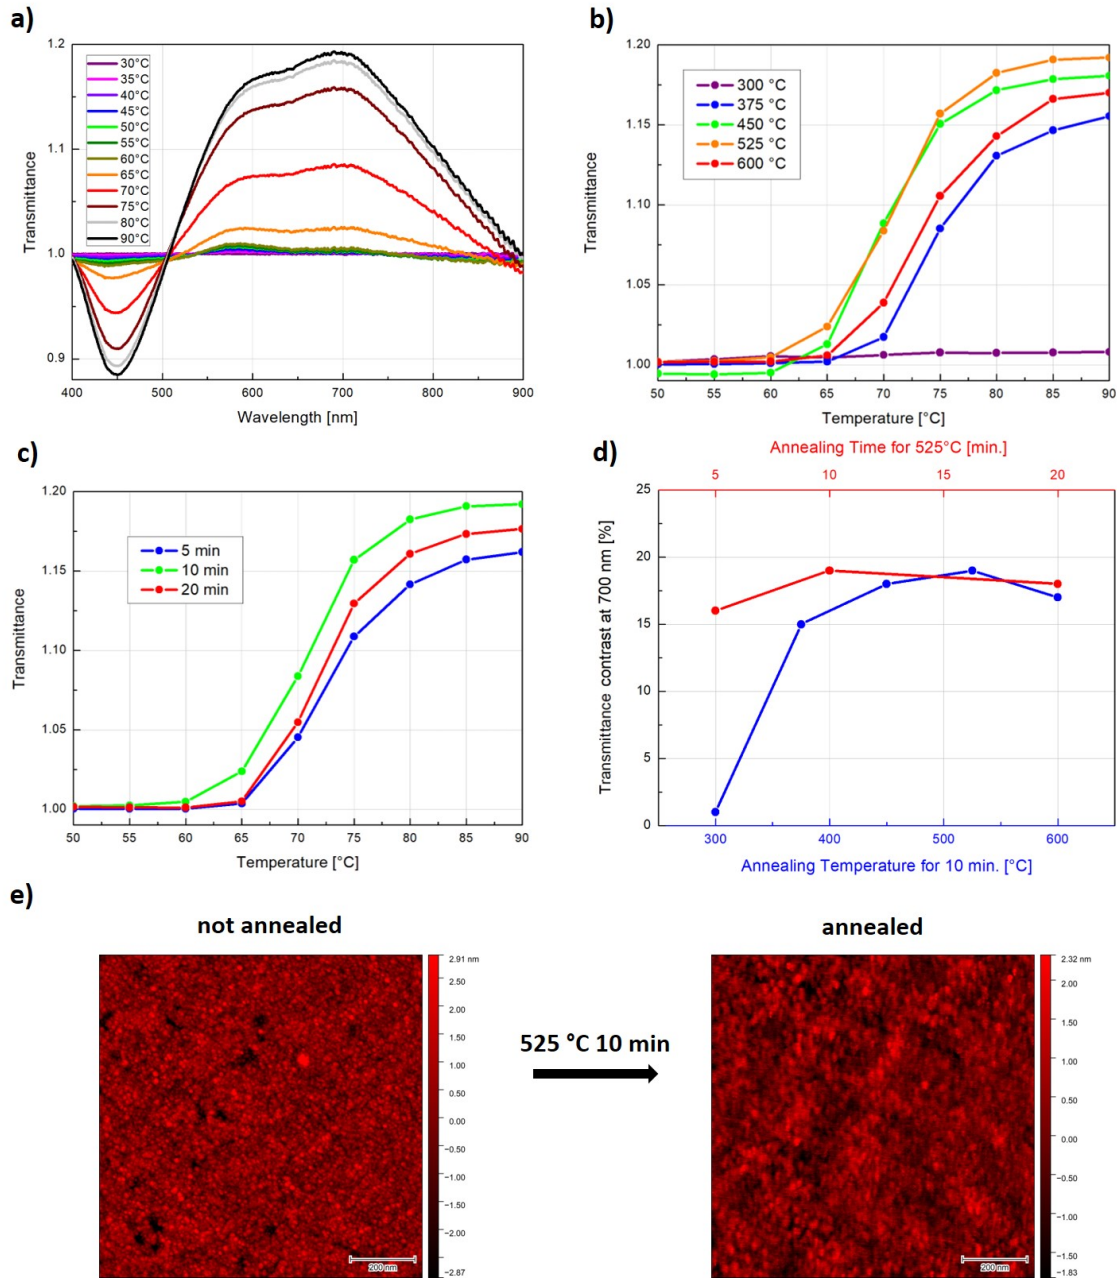 a)
1.2
1.1
1.0
0.9
Transmittance
30°C
35°C
40°C
45°C
50°C
55°C
60°C
65°C
70°C
75°C
80°C
90°C
400 500 600 700 800 900
Wavelength [nm]
b)
1.20
1.15
1.10
1.05
1.00
Transmittance
300 °C
375 °C
450 °C
525 °C
600 °C
50 55 60 65 70 75 80 85 90
Temperature [°C]
c)
1.20
1.15
1.10
1.05
1.00
Transmittance
5 min
10 min
20 min
50 55 60 65 70 75 80 85 90
Temperature [°C]
d)
Annealing Time for 525°C [min.]
5 10 15 20
25
20
15
10
5
0
Transmittance contrast at 700 nm [%]
300 400 500 600
Annealing Temperature for 10 min. [°C]
e)
not annealed
2.91 nm
2.50
2.00
1.50
1.00
0.50
0.00
−0.50
−1.00
−1.50
−2.00
−2.87
200 nm
525 °C 10 min
annealed
2.32 nm
2.00
1.50
1.00
0.50
0.00
−0.50
−1.00
−1.50
−1.83
200 nm